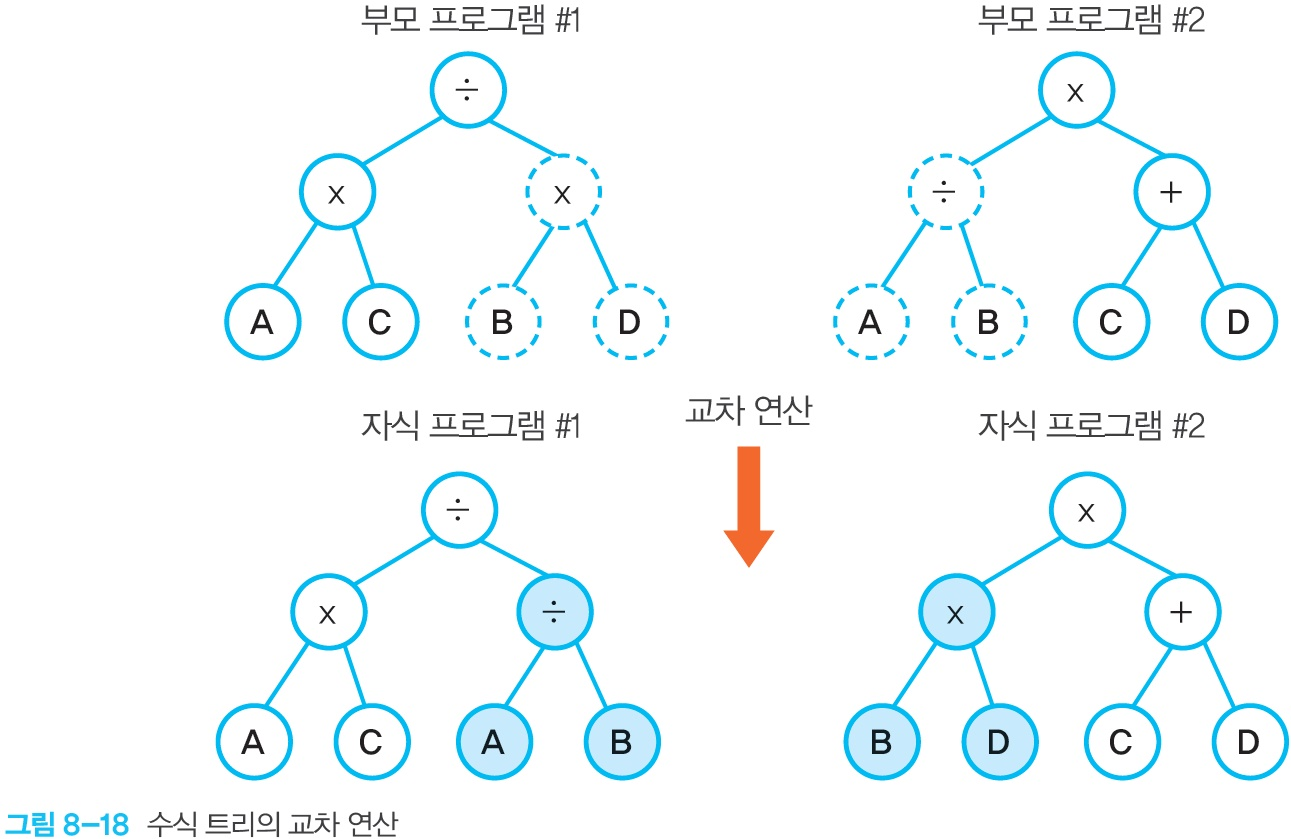 부모 프로그램 #1
부모 프로그램 #2
÷
x
x
x
÷
+
A
C
B
D
A
B
C
D
자식 프로그램 #1
교차 연산
자식 프로그램 #2
÷
x
x
÷
x
+
A
C
A
B
B
D
C
D
그림 8–18 수식 트리의 교차 연산